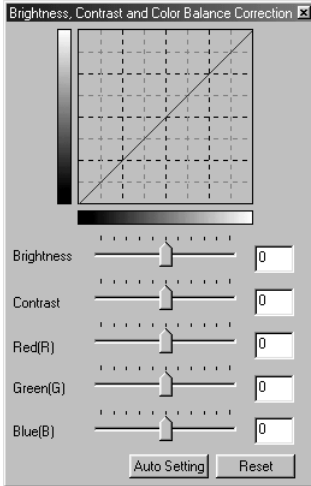 Brightness, Contrast and Color Balance Correction
Brightness 0
Contrast 0
Red(R) 0
Green(G) 0
Blue(B) 0
Auto Setting Reset